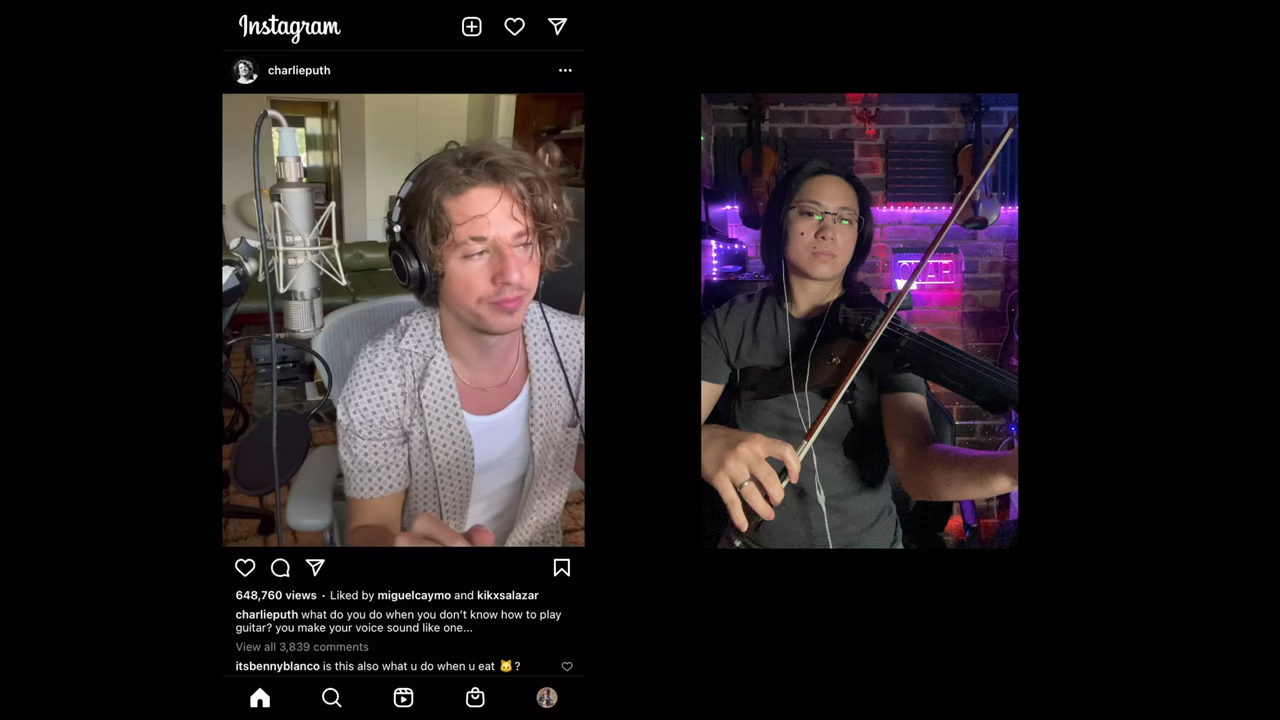 Instagram
charlieputh
648,760 views · Liked by miguelcaymo and kikxsalazar
charlieputh what do you do when you don’t know how to play
guitar? you make your voice sound like one...
View all 3,839 comments
itsbennyblanco is this also what u do when u eat 🐱?